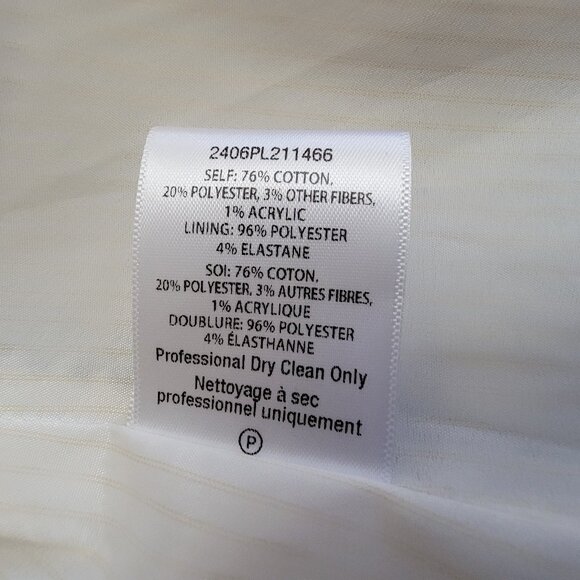 2406PL211466
SELF: 76% COTTON,
20% POLYESTER, 3% OTHER FIBERS,
1% ACRYLIC
LINING: 96% POLYESTER
4% ELASTANE
SOI: 76% COTON,
20% POLYESTER, 3% AUTRES FIBRES,
1% ACRYLIQUE
DOUBLURE: 96% POLYESTER
4% ÉLASTHANNE
Professional Dry Clean Only
Nettoyage à sec
professionnel uniquement
P